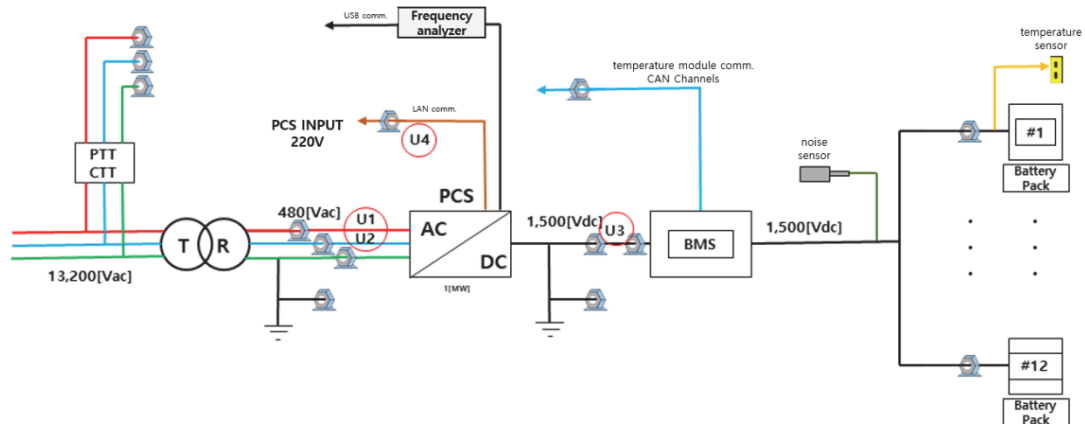 USB comm.
Frequency
analyzer
temperature
sensor
temperature module comm.
CAN Channels
LAN comm.
PCS INPUT
220V
U4
PTT
CTT
#1
Battery
Pack
noise
sensor
PCS
480[Vac]
U1
U2
AC
DC
1[MW]
1,500[Vdc]
U3
BMS
1,500[Vdc]
T
R
13,200[Vac]
#12
Battery
Pack